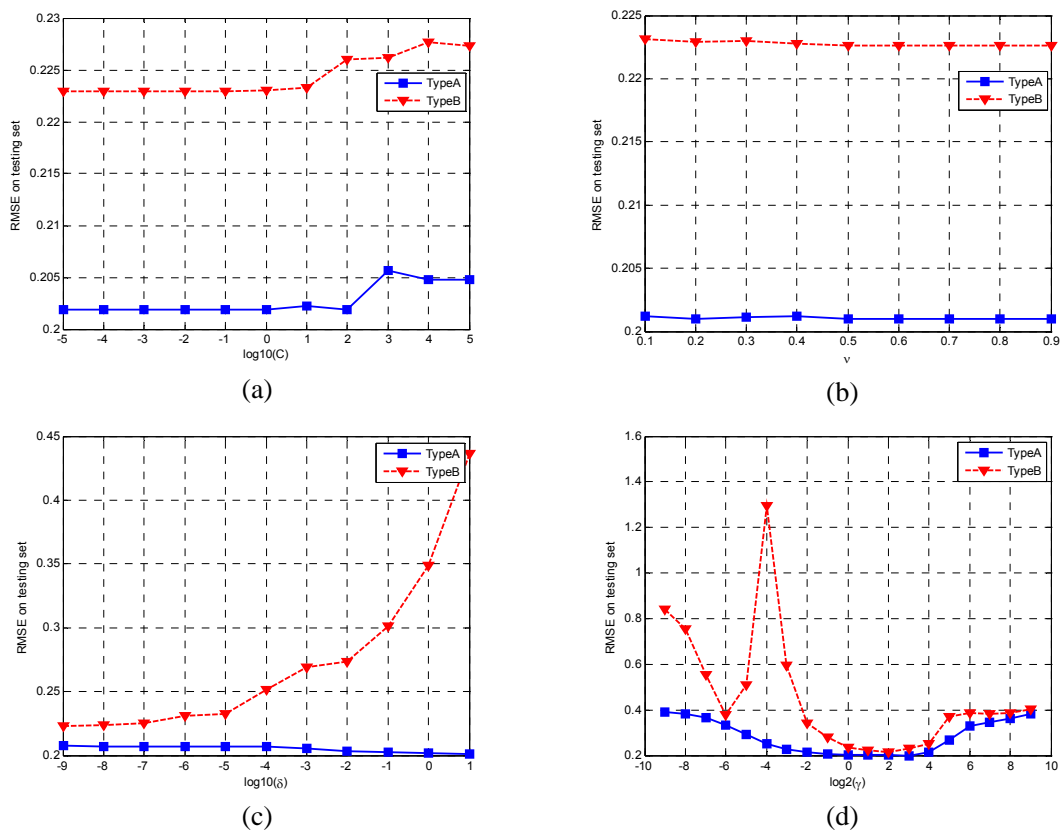 0.23
0.225
0.22
0.215
0.21
0.205
0.2
RMSE on testing set
TypeA
TypeB
-5 -4 -3 -2 -1 0 1 2 3 4 5
log10(C)
(a)
0.225
0.22
0.215
0.21
0.205
0.2
RMSE on testing set
TypeA
TypeB
0.1 0.2 0.3 0.4 0.5 0.6 0.7 0.8 0.9
ν
(b)
0.45
0.4
0.35
0.3
0.25
0.2
RMSE on testing set
TypeA
TypeB
-9 -8 -7 -6 -5 -4 -3 -2 -1 0 1
log10(δ)
(c)
1.6
1.4
1.2
1
0.8
0.6
0.4
0.2
RMSE on testing set
TypeA
TypeB
-10 -8 -6 -4 -2 0 2 4 6 8 10
log2(γ)
(d)